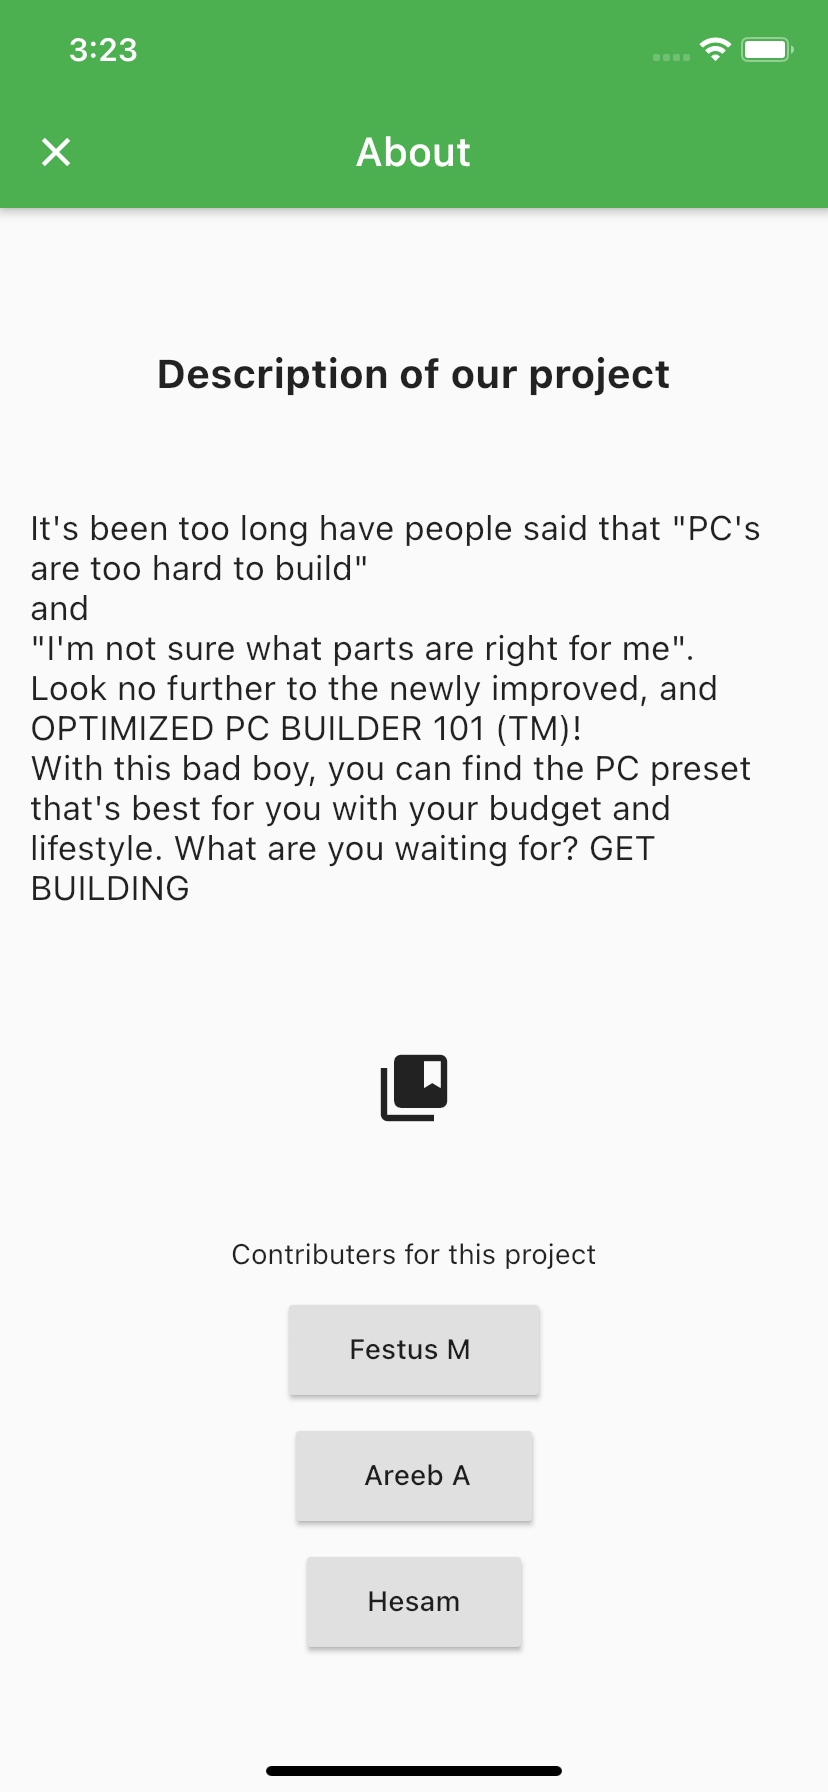 3:23
About
Description of our project
It's been too long have people said that "PC's
are too hard to build"
and
"I'm not sure what parts are right for me".
Look no further to the newly improved, and
OPTIMIZED PC BUILDER 101 (TM)!
With this bad boy, you can find the PC preset
that's best for you with your budget and
lifestyle. What are you waiting for? GET
BUILDING
Contributers for this project
Festus M
Areeb A
Hesam